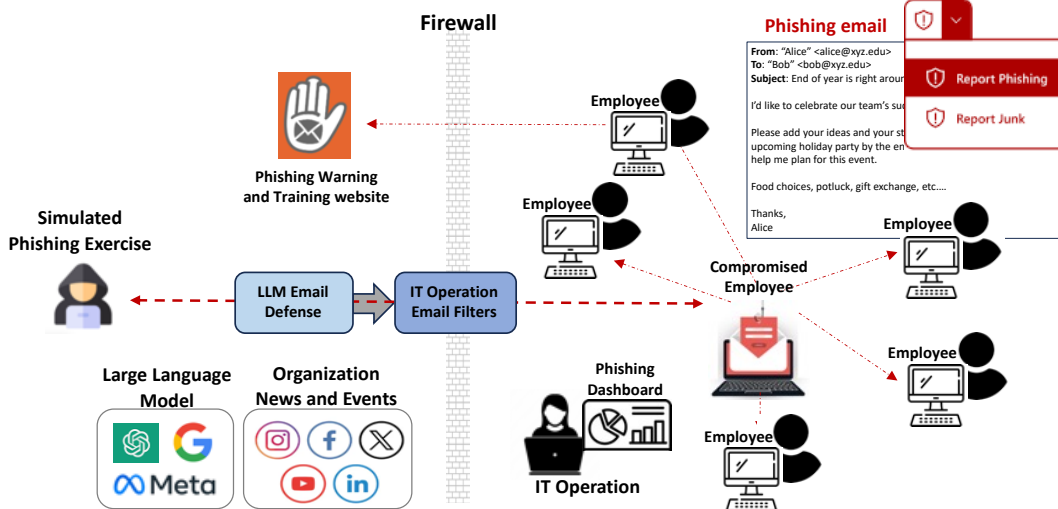 Firewall
Phishing email
Report Phishing
Report Junk
From: “Alice” <alice@xyz.edu>
To: “Bob” <bob@xyz.edu>
Subject: End of year is right
I’d like to celebrate our team’s
Please add your ideas and your
upcoming holiday party by the
help me plan for this event.
Food choices, potluck, gift exchange, etc....
Thanks,
Alice
Employee
Phishing Warning
and Training website
Employee
Employee
Simulated
Phishing Exercise
LLM Email
Defense
IT Operation
Email Filters
Compromised
Employee
Employee
Employee
Large Language
Model
G
Meta
Organization
News and Events
f
X
in
Phishing
Dashboard
IT Operation